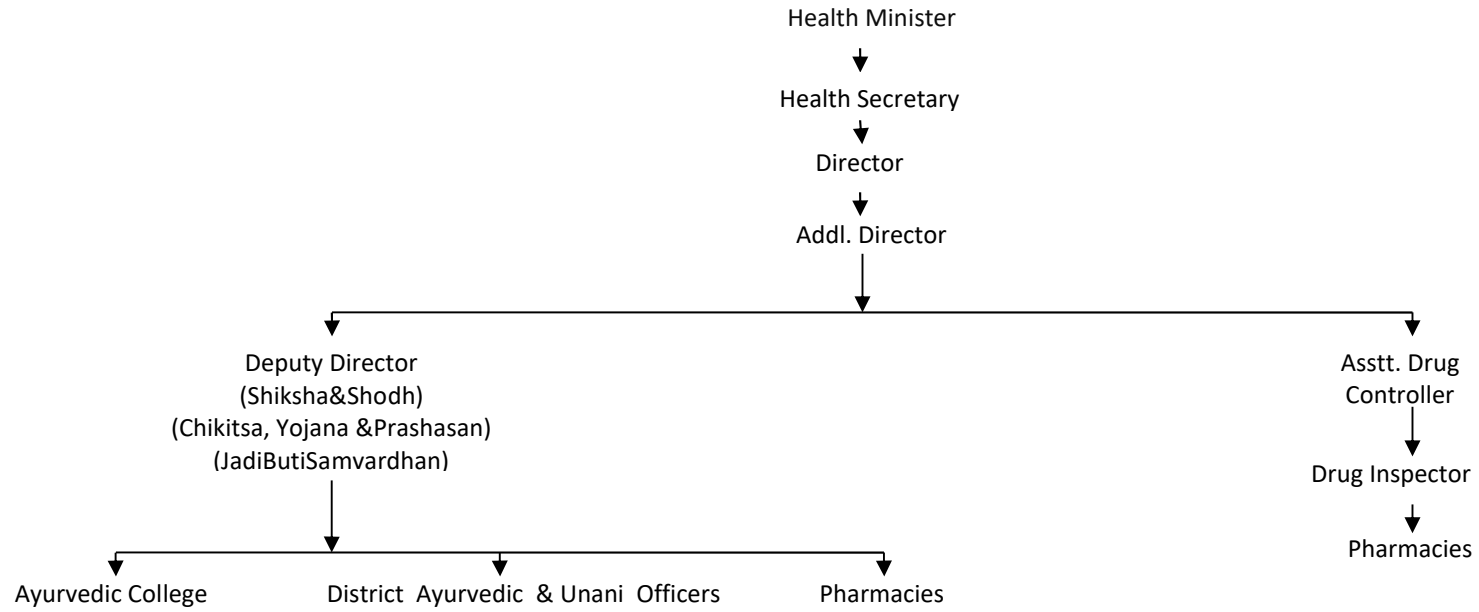 Health Minister
Health Secretary
Director
Addl. Director
Deputy Director
(Shiksha&Shodh)
(Chikitsa, Yojana &Prashasan)
(JadiButiSamvardhan)
Asstt. Drug
Controller
Drug Inspector
Pharmacies
Ayurvedic College
District Ayurvedic & Unani Officers
Pharmacies